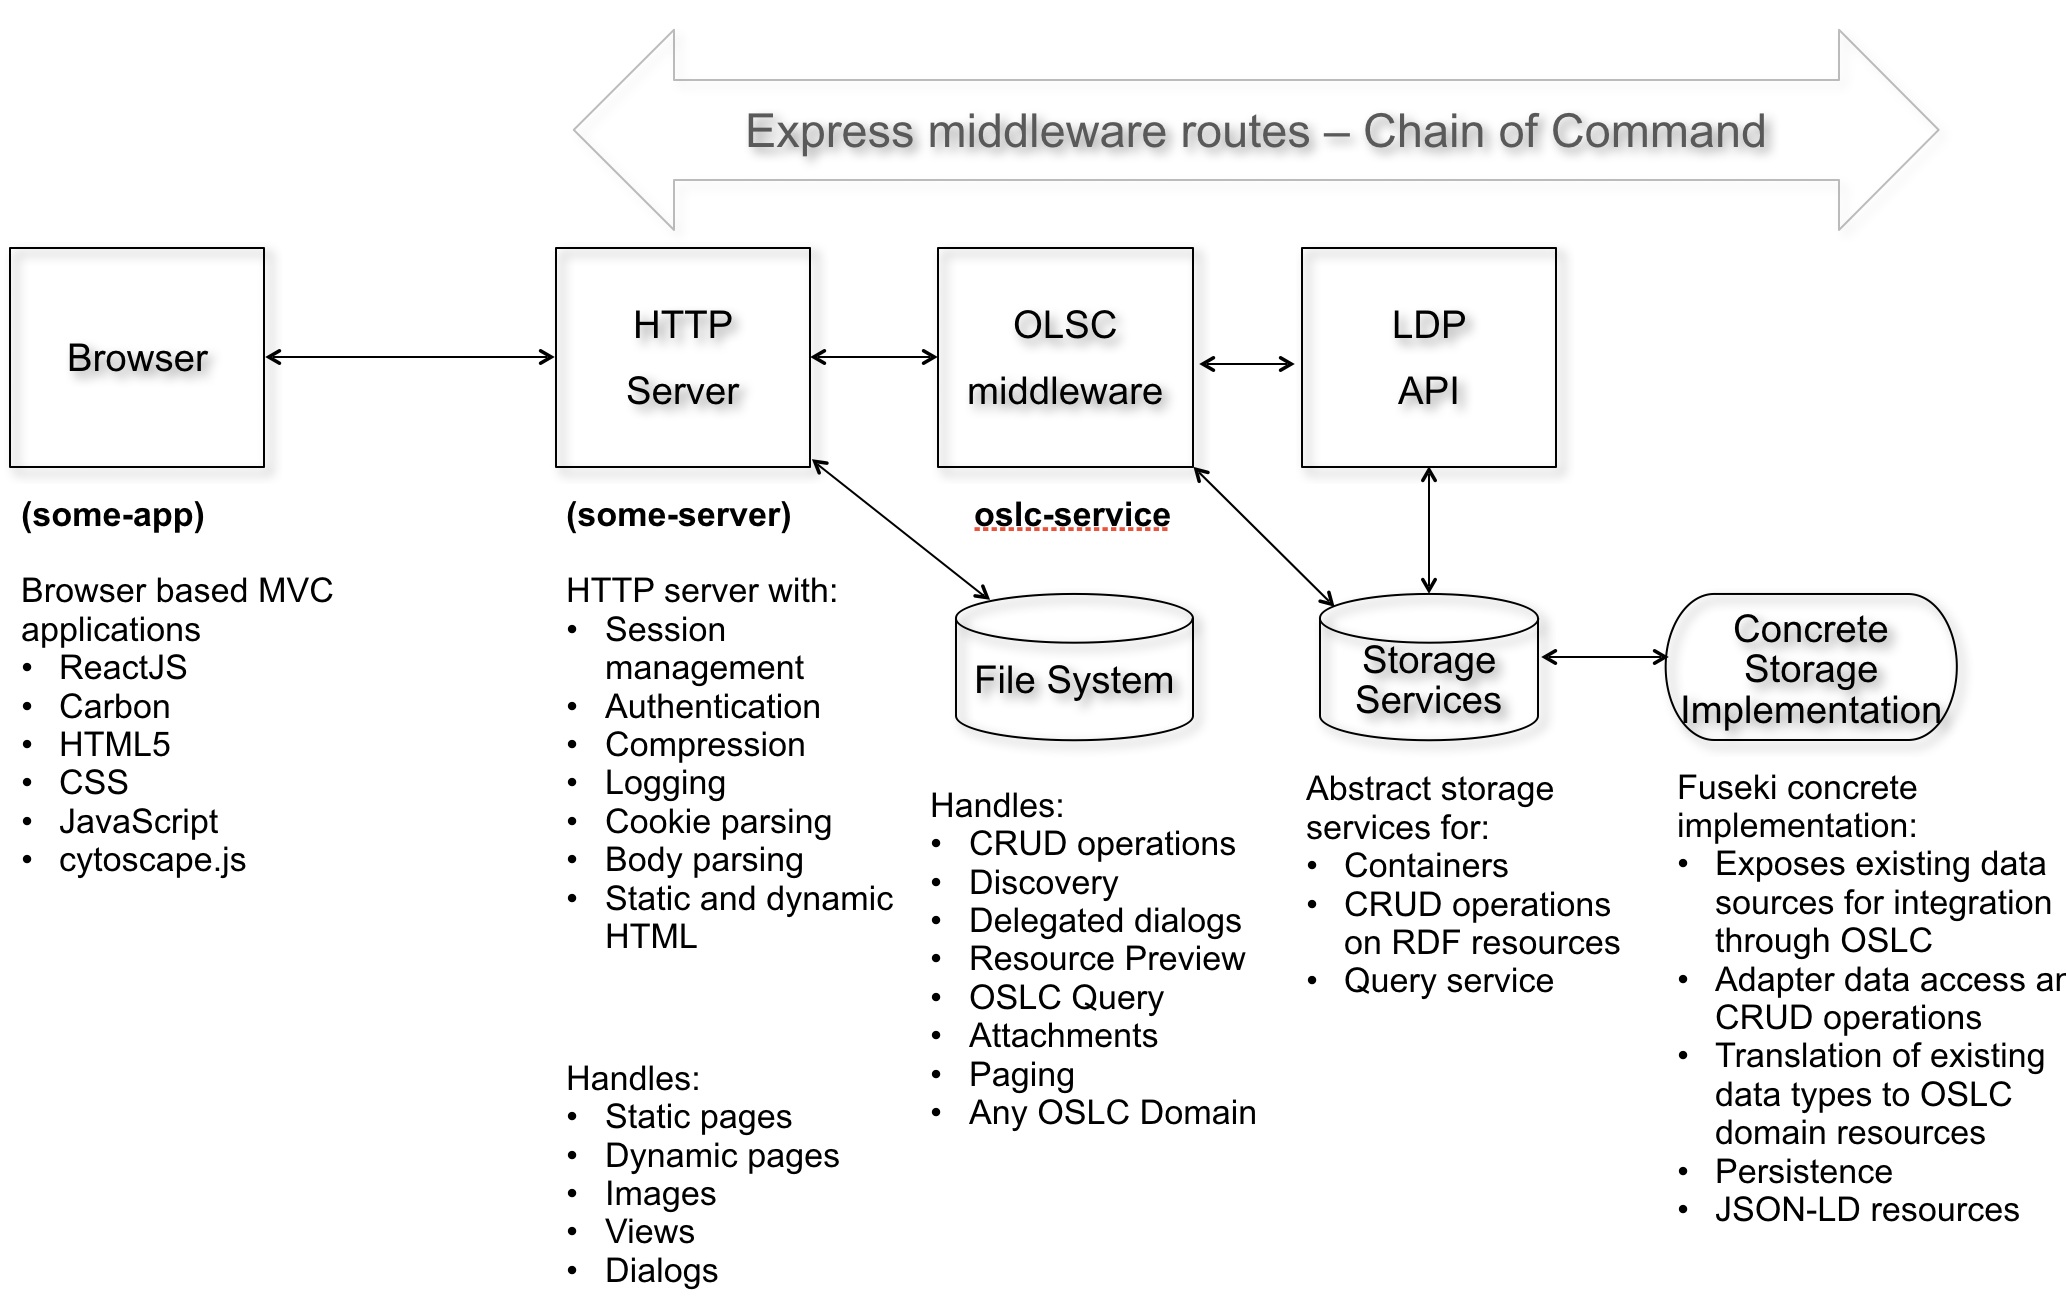 Express middleware routes – Chain of Command
Browser
HTTP
Server
OLSC
middleware
LDP
API
(some-app)
(some-server)
oslc-service
Browser based MVC
applications
• ReactJS
• Carbon
• HTML5
• CSS
• JavaScript
• cytoscape.js
HTTP server with:
• Session
management
• Authentication
• Compression
• Logging
• Cookie parsing
• Body parsing
• Static and dynamic
HTML
Handles:
• Static pages
• Dynamic pages
• Images
• Views
• Dialogs
File System
Handles:
• CRUD operations
• Discovery
• Delegated dialogs
• Resource Preview
• OSLC Query
• Attachments
• Paging
• Any OSLC Domain
Storage
Services
Abstract storage
services for:
• Containers
• CRUD operations
on RDF resources
• Query service
Concrete
Storage
Implementation
Fuseki concrete
implementation:
• Exposes existing data
sources for integration
through OSLC
• Adapter data access
CRUD operations
• Translation of existing
data types to OSLC
domain resources
• Persistence
• JSON-LD resources